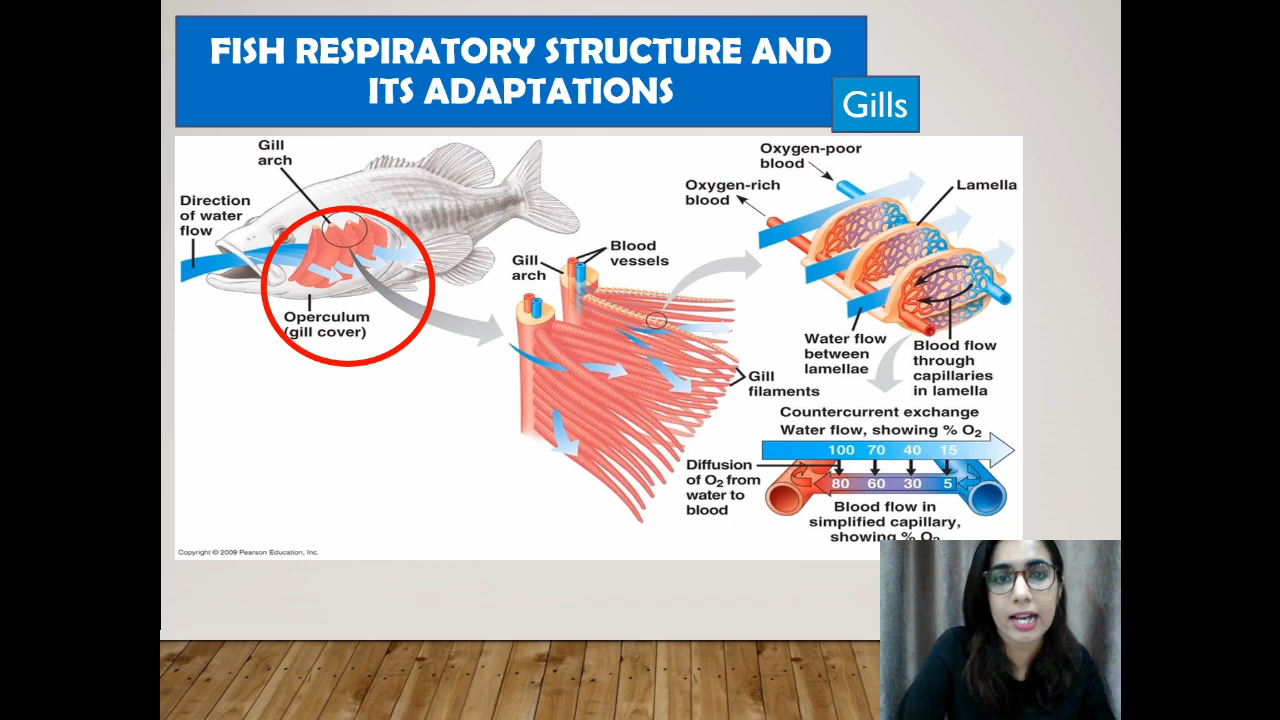 FISH RESPIRATORY STRUCTURE AND
ITS ADAPTATIONS
Gills
Gill
arch
Direction
of water
flow
Operculum
(gill cover)
Gill
arch
Blood
vessels
Gill
filaments
Oxygen-poor
blood
Oxygen-rich
blood
Lamella
Water flow
between
lamellae
Blood flow
through
capillaries
in lamella
Countercurrent exchange
Water flow, showing % O₂
100 70 40 15
Diffusion
of O₂ from
water to
blood
80 60 30 5
Blood flow in
simplified capillary,
showing % O₂
Copyright © 2009 Pearson Education, Inc.